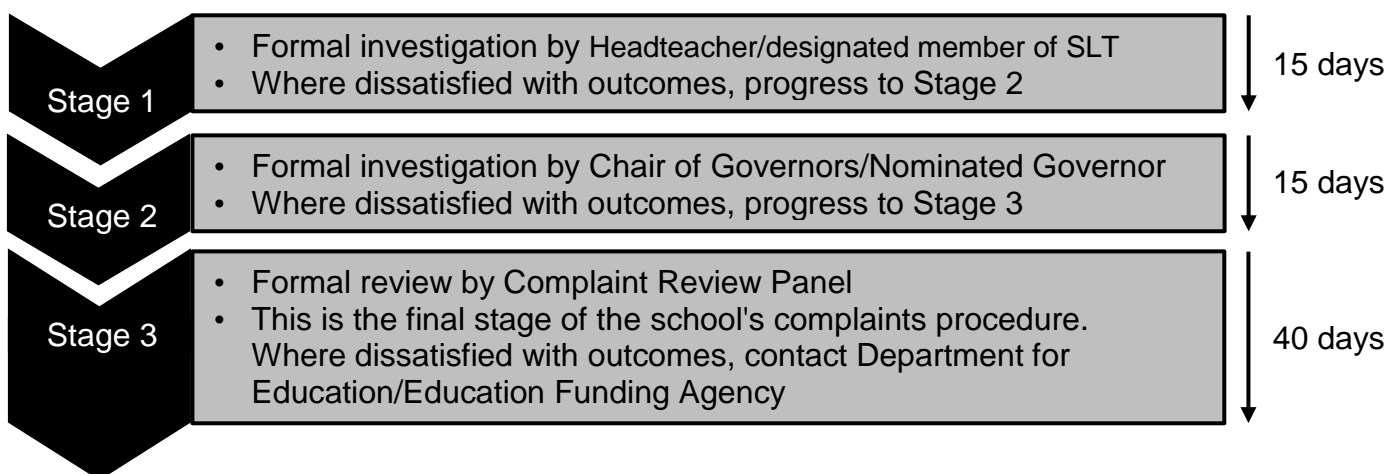 Stage 1
• Formal investigation by Headteacher/designated member of SLT
• Where dissatisfied with outcomes, progress to Stage 2
15 days
Stage 2
• Formal investigation by Chair of Governors/Nominated Governor
• Where dissatisfied with outcomes, progress to Stage 3
15 days
Stage 3
• Formal review by Complaint Review Panel
• This is the final stage of the school's complaints procedure.
Where dissatisfied with outcomes, contact Department for
Education/Education Funding Agency
40 days